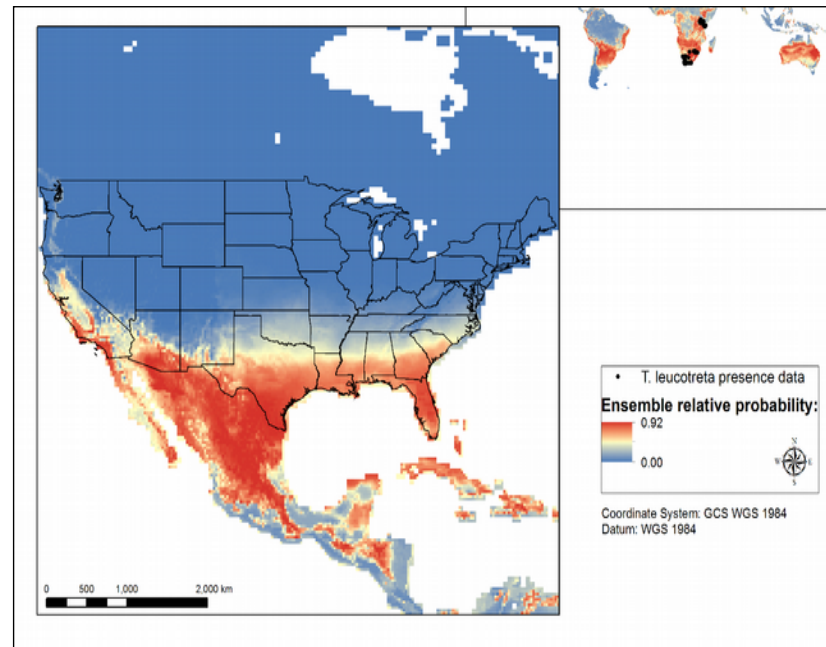 • T. leucotreta presence data
Ensemble relative probability:
0.92
0.00
N
W E
S
Coordinate System: GCS WGS 1984
Datum: WGS 1984
0 500 1,000 2,000 km